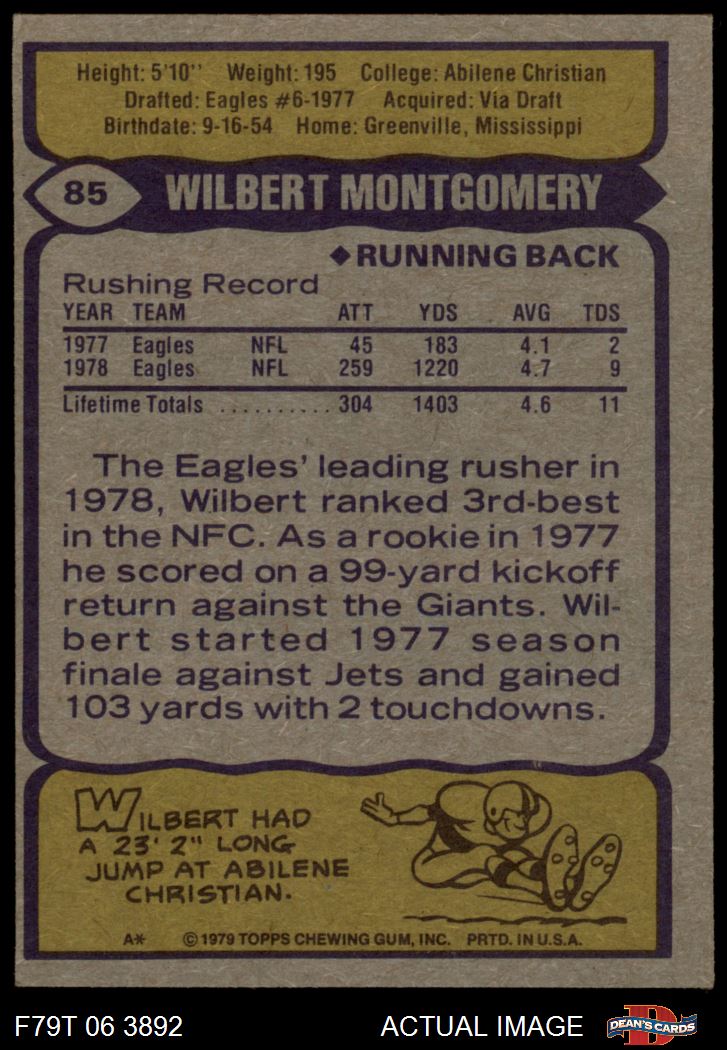 Height: 5'10'' Weight: 195 College: Abilene Christian
Drafted: Eagles #6-1977 Acquired: Via Draft
Birthdate: 9-16-54 Home: Greenville, Mississippi
85 WILBERT MONTGOMERY
◆RUNNING BACK
Rushing Record
YEAR TEAM ATT YDS AVG TDS
1977 Eagles NFL 45 183 4.1 2
1978 Eagles NFL 259 1220 4.7 9
Lifetime Totals .......... 304 1403 4.6 11
The Eagles' leading rusher in
1978, Wilbert ranked 3rd-best
in the NFC. As a rookie in 1977
he scored on a 99-yard kickoff
return against the Giants. Wil-
bert started 1977 season
finale against Jets and gained
103 yards with 2 touchdowns.
WILBERT HAD
A 23' 2" LONG
JUMP AT ABILENE
CHRISTIAN.
A* ©1979 TOPPS CHEWING GUM, INC. PRTD. IN U.S.A.
F79T 06 3892 ACTUAL IMAGE D DEAN'S CARDS